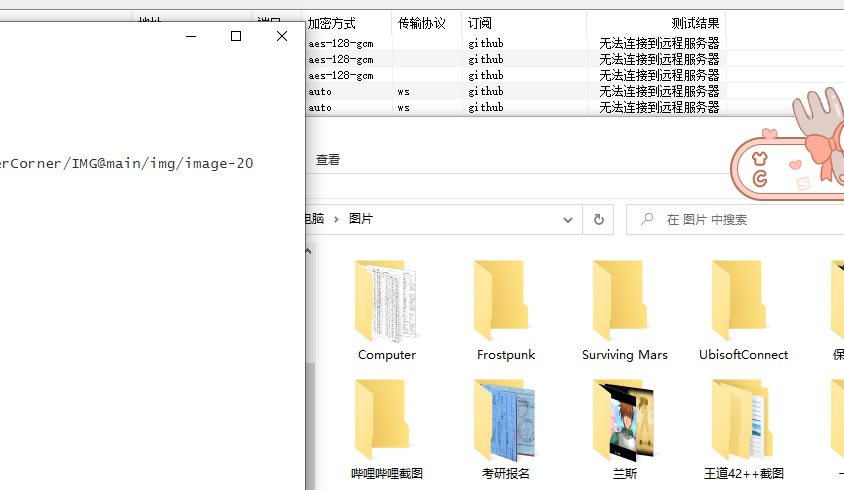 加密方式 传输协议 订阅 测试结果
aes-128-gcm github 无法连接到远程服务器
aes-128-gcm github 无法连接到远程服务器
aes-128-gcm github 无法连接到远程服务器
auto ws github 无法连接到远程服务器
auto ws github 无法连接到远程服务器
erCorner/IMG@main/img/image-20
查看
电脑 › 图片
在 图片 中搜索
Computer Frostpunk Surviving Mars UbisoftConnect
哔哩哔哩截图 考研报名 兰斯 王道42++截图